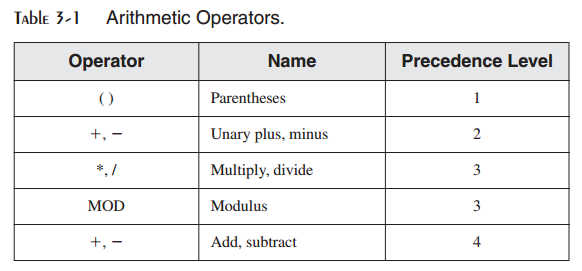 TABLE 3-1 Arithmetic Operators.
Operator Name Precedence Level
( ) Parentheses 1
+, − Unary plus, minus 2
*, / Multiply, divide 3
MOD Modulus 3
+, − Add, subtract 4